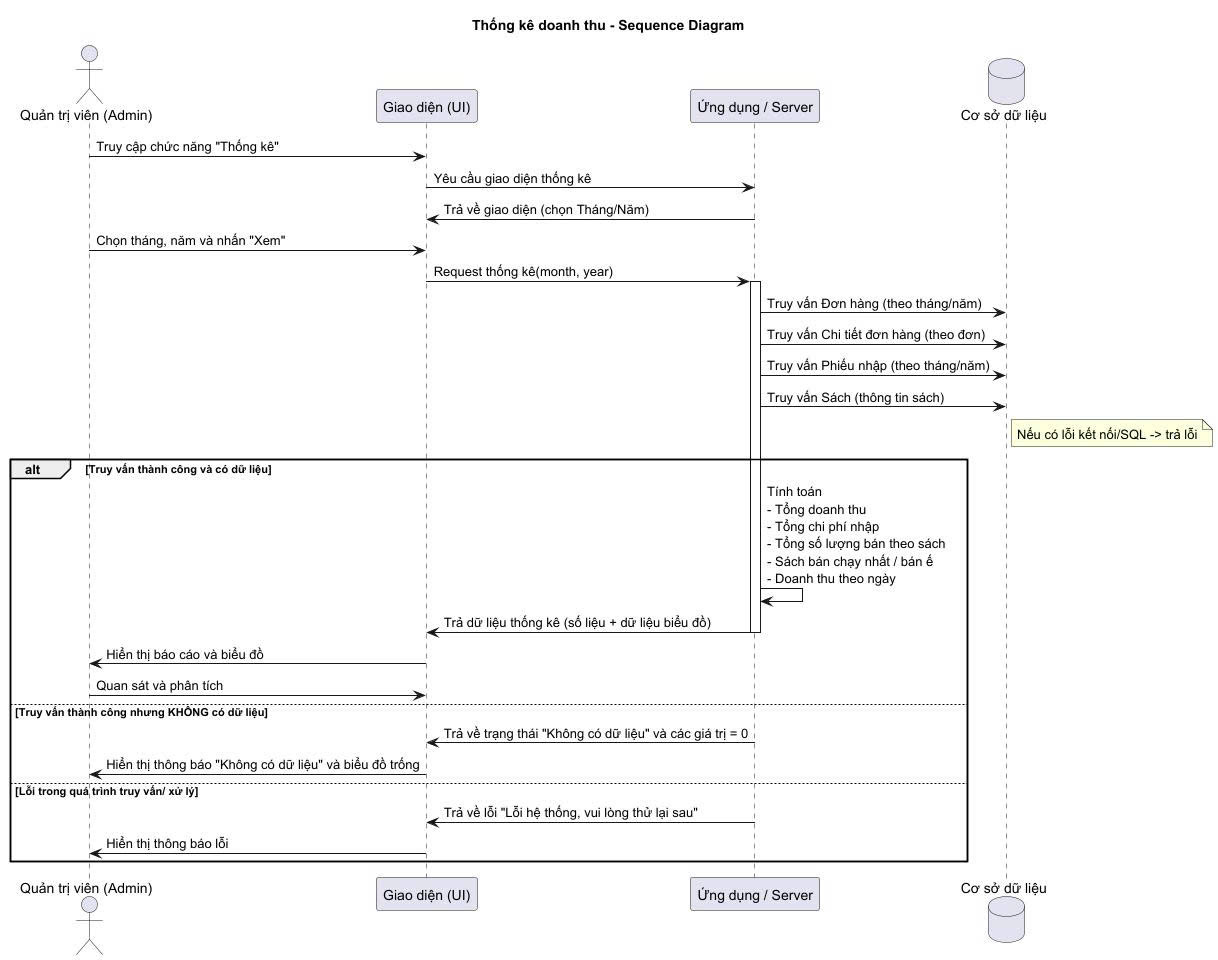 Thống kê doanh thu - Sequence Diagram
Quản trị viên (Admin)
Giao diện (UI)
Ứng dụng / Server
Cơ sở dữ liệu
Truy cập chức năng "Thống kê"
Yêu cầu giao diện thống kê
Trả về giao diện (chọn Tháng/Năm)
Chọn tháng, năm và nhấn "Xem"
Request thống kê(month, year)
Truy vấn Đơn hàng (theo tháng/năm)
Truy vấn Chi tiết đơn hàng (theo đơn)
Truy vấn Phiếu nhập (theo tháng/năm)
Truy vấn Sách (thông tin sách)
Nếu có lỗi kết nối/SQL -> trả lỗi
alt
[Truy vấn thành công và có dữ liệu]
Tính toán
- Tổng doanh thu
- Tổng chi phí nhập
- Tổng số lượng bán theo sách
- Sách bán chạy nhất / bán ế
- Doanh thu theo ngày
Trả dữ liệu thống kê (số liệu + dữ liệu biểu đồ)
Hiển thị báo cáo và biểu đồ
Quan sát và phân tích
[Truy vấn thành công nhưng KHÔNG có dữ liệu]
Trả về trạng thái "Không có dữ liệu" và các giá trị = 0
Hiển thị thông báo "Không có dữ liệu" và biểu đồ trống
[Lỗi trong quá trình truy vấn/ xử lý]
Trả về lỗi "Lỗi hệ thống, vui lòng thử lại sau"
Hiển thị thông báo lỗi
Quản trị viên (Admin)
Giao diện (UI)
Ứng dụng / Server
Cơ sở dữ liệu